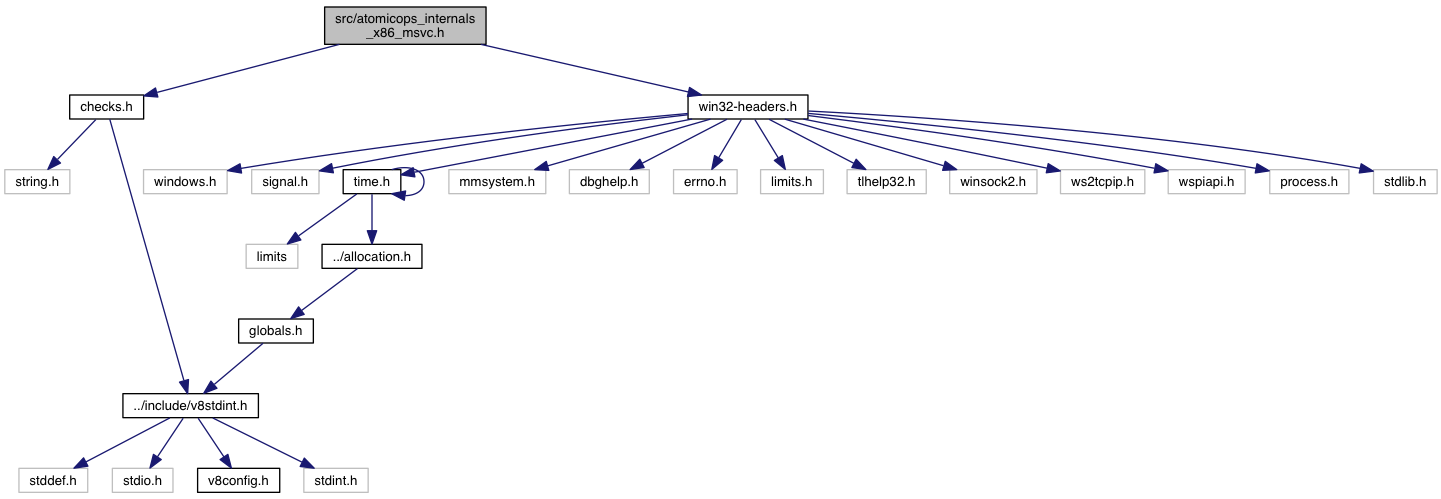 src/atomicops_internals
_x86_msvc.h
checks.h
win32-headers.h
string.h
windows.h
signal.h
time.h
mmsystem.h
dbghelp.h
errno.h
limits.h
tlhelp32.h
winsock2.h
ws2tcpip.h
wspiapi.h
process.h
stdlib.h
limits
../allocation.h
globals.h
../include/v8stdint.h
stddef.h
stdio.h
v8config.h
stdint.h